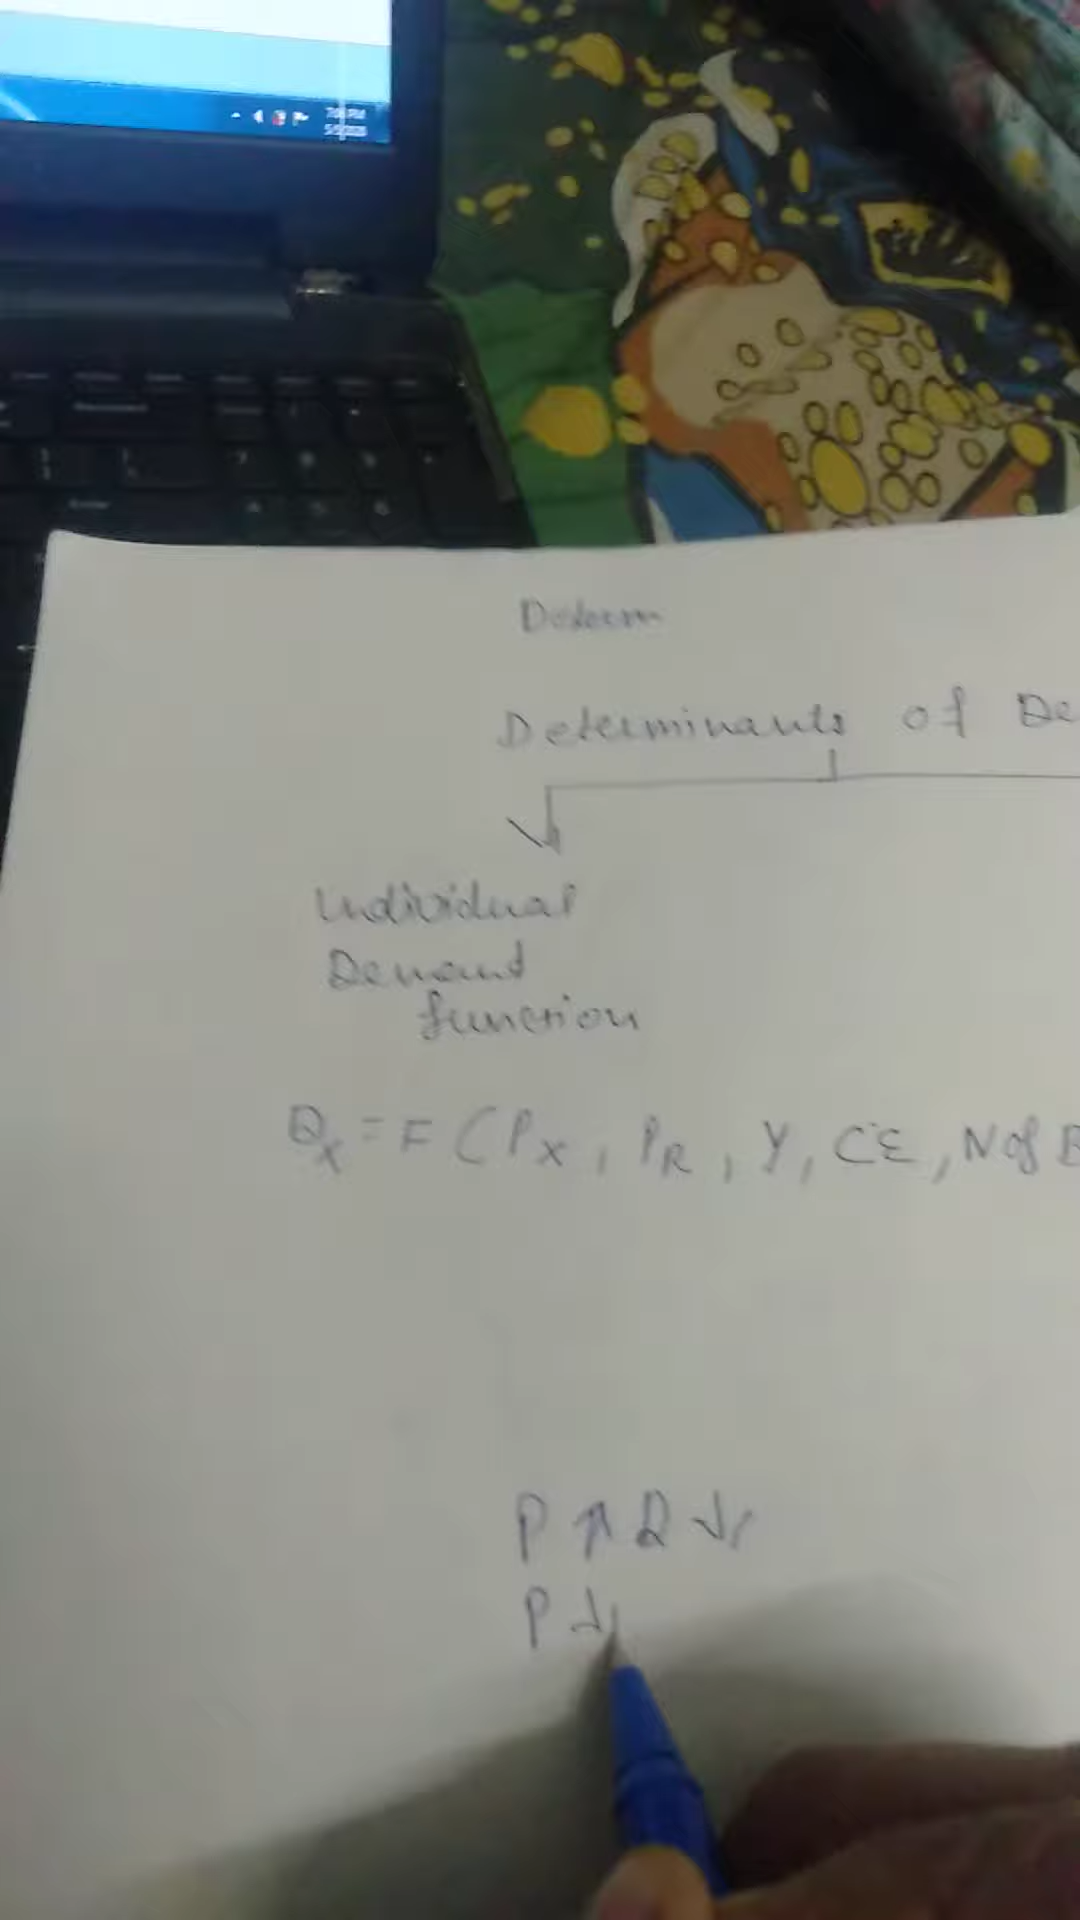 Determ
Determinants of De
Individual
Demand
function
Qx = F (Px, PR, Y, CE, N of B
P ↑ Q ↓
P ↓